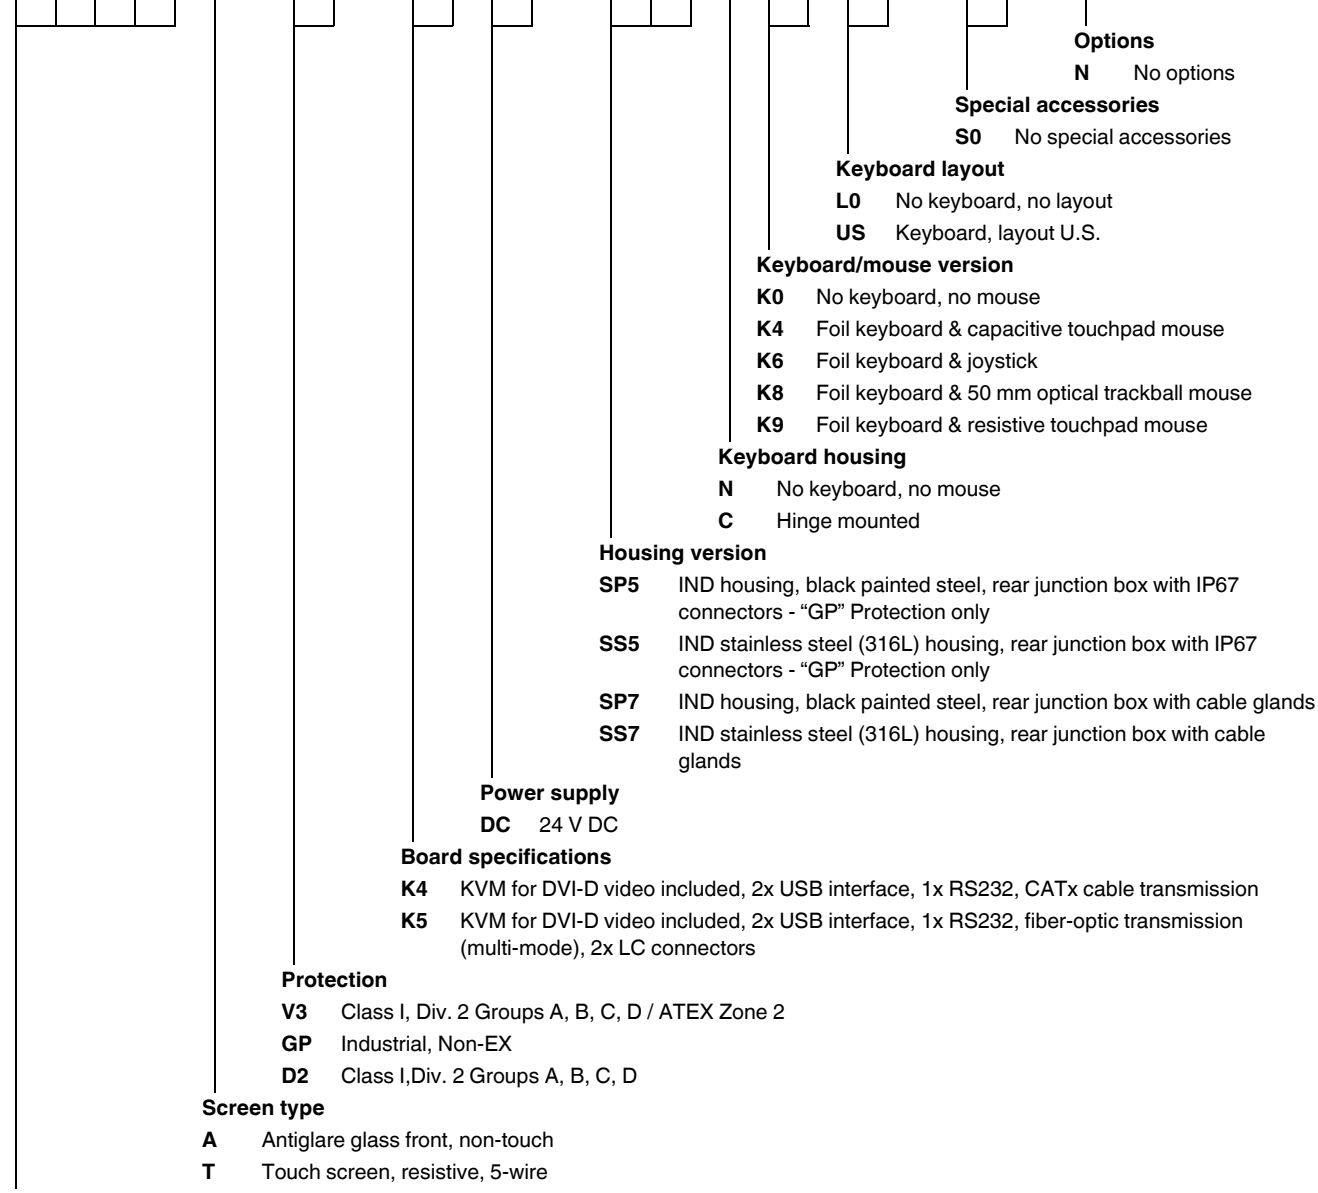 Options
N No options
Special accessories
S0 No special accessories
Keyboard layout
L0 No keyboard, no layout
US Keyboard, layout U.S.
Keyboard/mouse version
K0 No keyboard, no mouse
K4 Foil keyboard & capacitive touchpad mouse
K6 Foil keyboard & joystick
K8 Foil keyboard & 50 mm optical trackball mouse
K9 Foil keyboard & resistive touchpad mouse
Keyboard housing
N No keyboard, no mouse
C Hinge mounted
Housing version
SP5 IND housing, black painted steel, rear junction box with IP67
connectors - “GP” Protection only
SS5 IND stainless steel (316L) housing, rear junction box with IP67
connectors - “GP” Protection only
SP7 IND housing, black painted steel, rear junction box with cable glands
SS7 IND stainless steel (316L) housing, rear junction box with cable
glands
Power supply
DC 24 V DC
Board specifications
K4 KVM for DVI-D video included, 2x USB interface, 1x RS232, CATx cable transmission
K5 KVM for DVI-D video included, 2x USB interface, 1x RS232, fiber-optic transmission
(multi-mode), 2x LC connectors
Protection
V3 Class I, Div. 2 Groups A, B, C, D / ATEX Zone 2
GP Industrial, Non-EX
D2 Class I,Div. 2 Groups A, B, C, D
Screen type
A Antiglare glass front, non-touch
T Touch screen, resistive, 5-wire